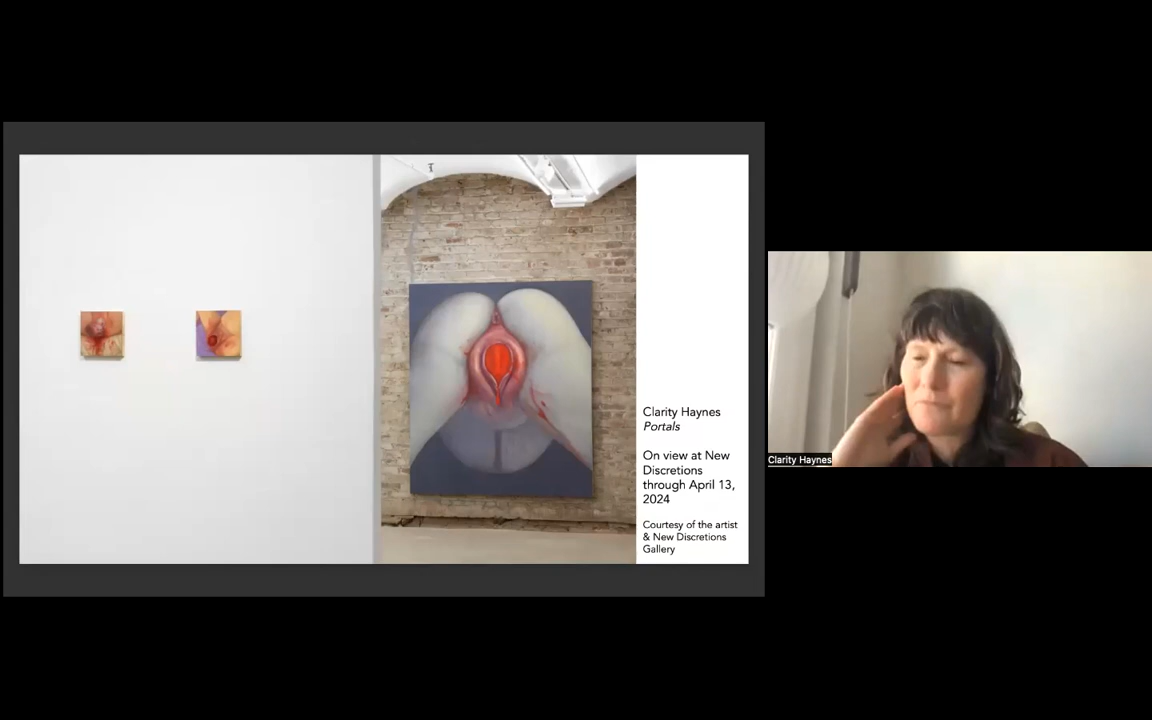 Clarity Haynes
Portals
On view at New
Discretions
through April 13,
2024
Courtesy of the artist
& New Discretions
Gallery
Clarity Haynes